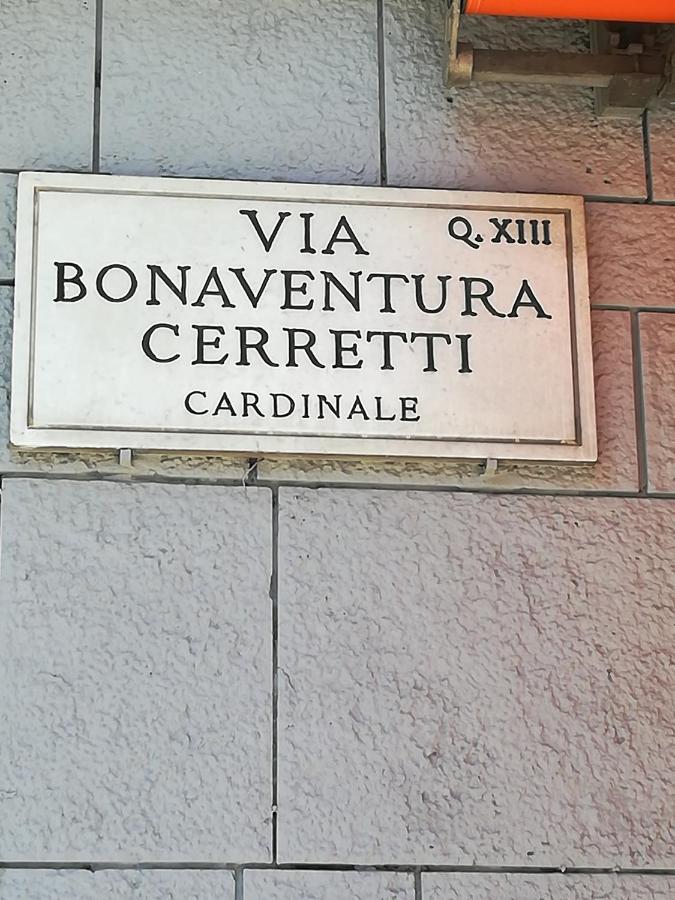 VIA Q. XIII
BONAVENTURA
CERRETTI
CARDINALE